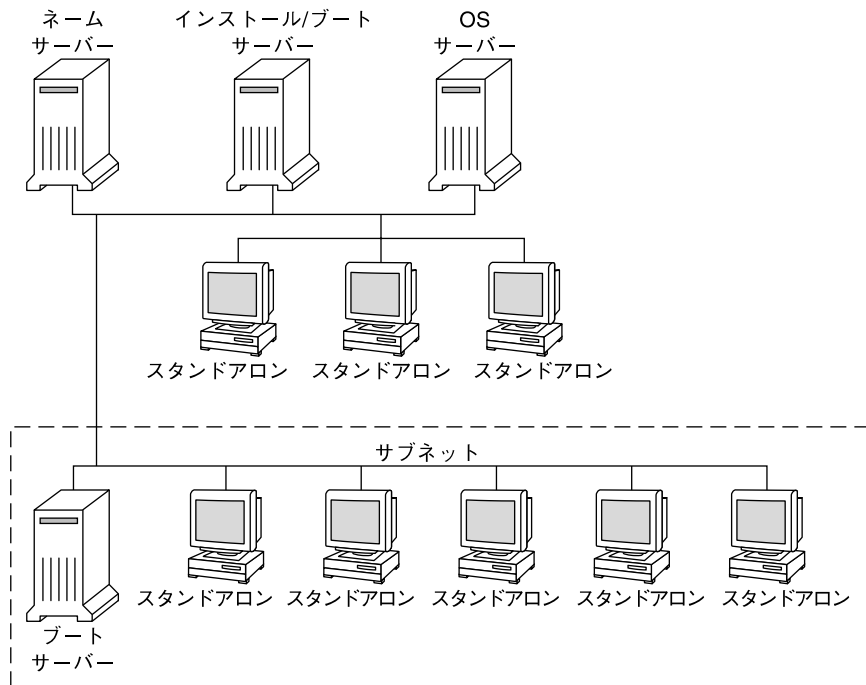 ネーム
サーバー
インストール/ブート
サーバー
OS
サーバー
スタンドアロン
スタンドアロン
スタンドアロン
サブネット
スタンドアロン
スタンドアロン
スタンドアロン
スタンドアロン
スタンドアロン
ブート
サーバー